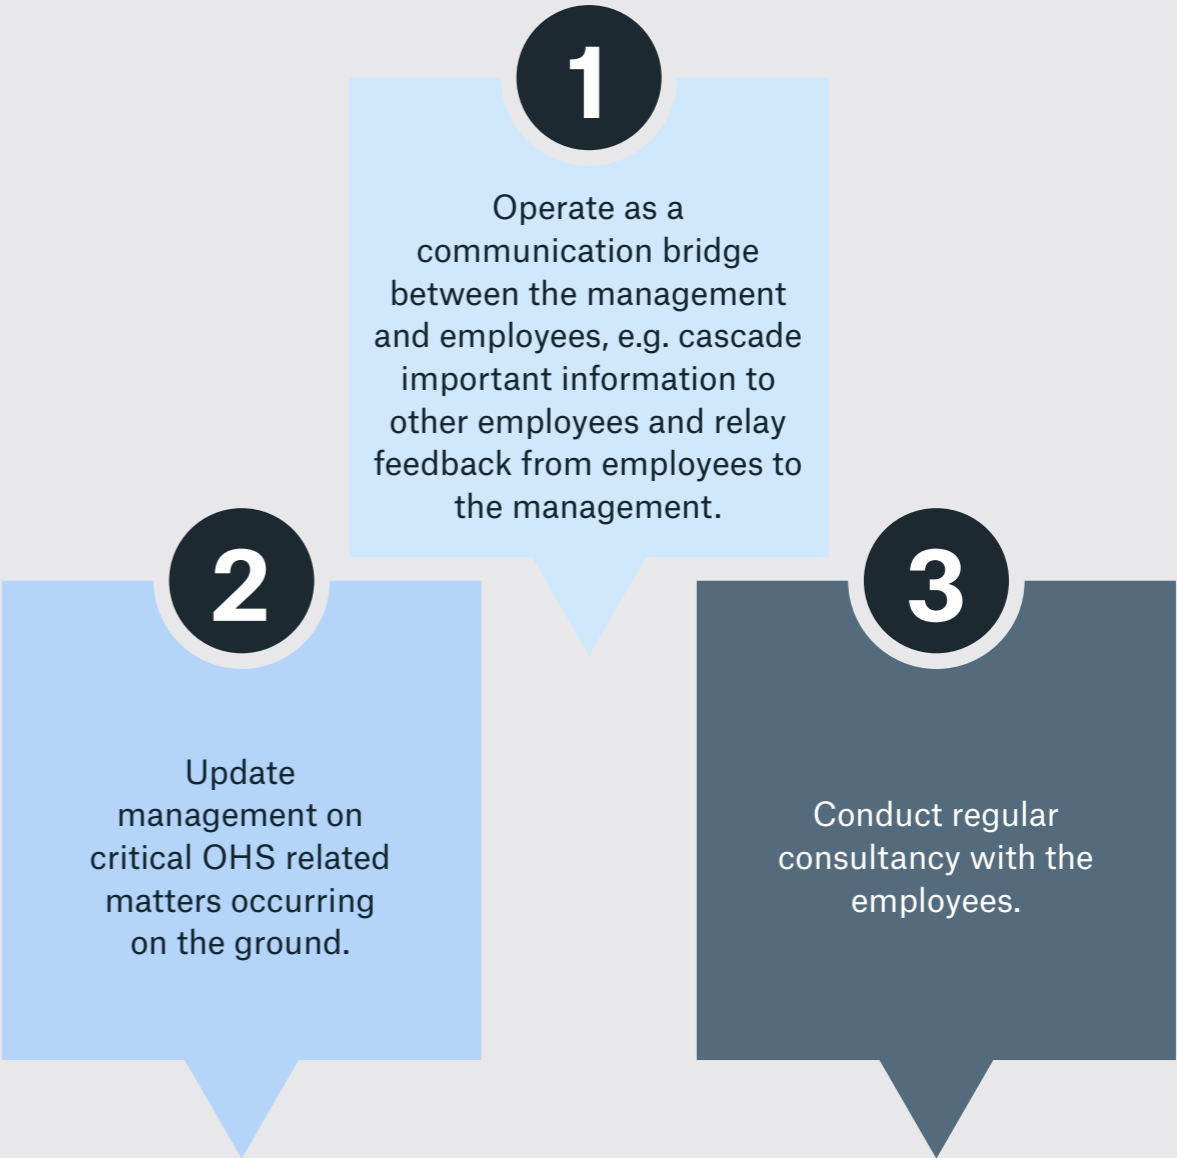 1
Operate as a
communication bridge
between the management
and employees, e.g. cascade
important information to
other employees and relay
feedback from employees to
the management.
2
Update
management on
critical OHS related
matters occurring
on the ground.
3
Conduct regular
consultancy with the
employees.